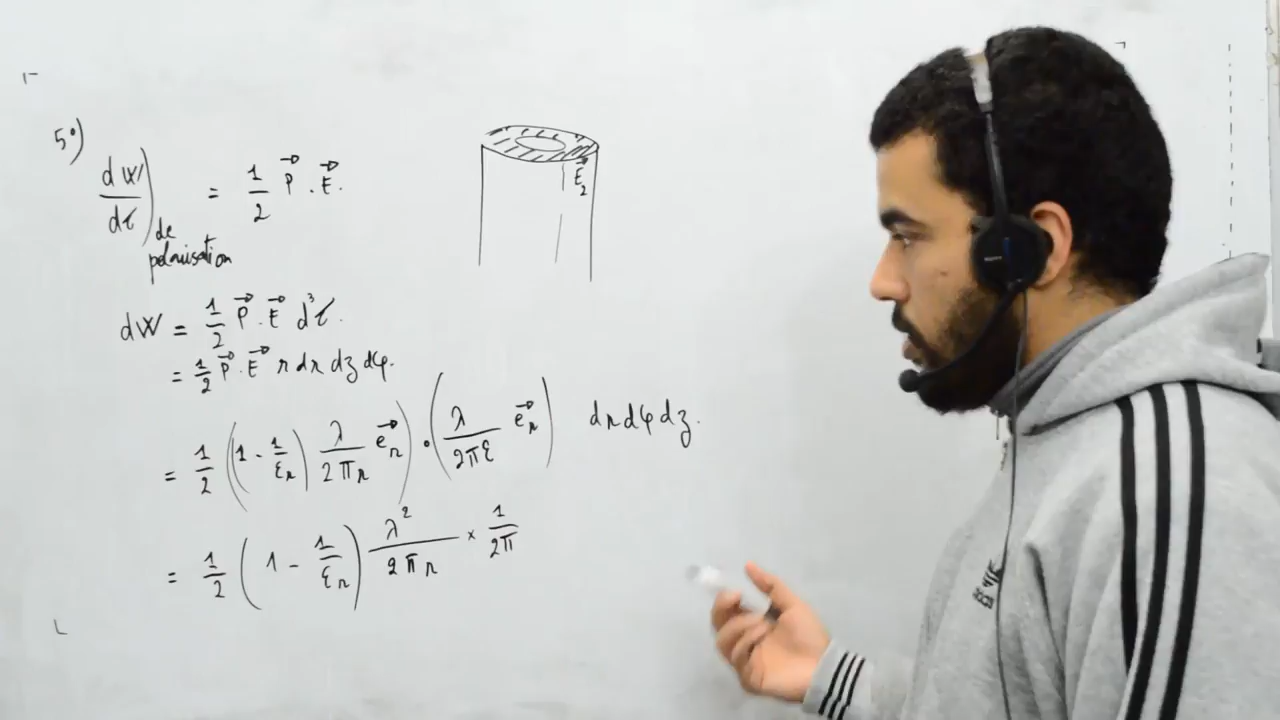 5°)
dW/dτ)de polarisation = 1/2 P⃗ . E⃗.
E⃗₂
dW = 1/2 P⃗ . E⃗ d³τ.
= 1/2 P⃗ . E⃗ r dr dz dφ.
= 1/2 (1 - 1/εr) λ/2πr e⃗r) . (λ/2πε e⃗r) dr dφ dz.
= 1/2 (1 - 1/εr) λ²/2πr × 1/2π